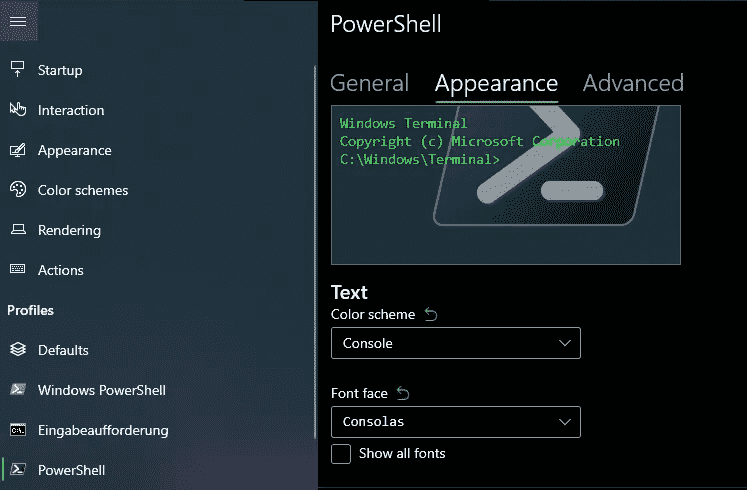 Startup
Interaction
Appearance
Color schemes
Rendering
Actions
Profiles
Defaults
Windows PowerShell
Eingabeaufforderung
PowerShell
PowerShell
General Appearance Advanced
Windows Terminal
Copyright (c) Microsoft Corporation
C:\Windows\Terminal>
Text
Color scheme
Console
Font face
Consolas
Show all fonts